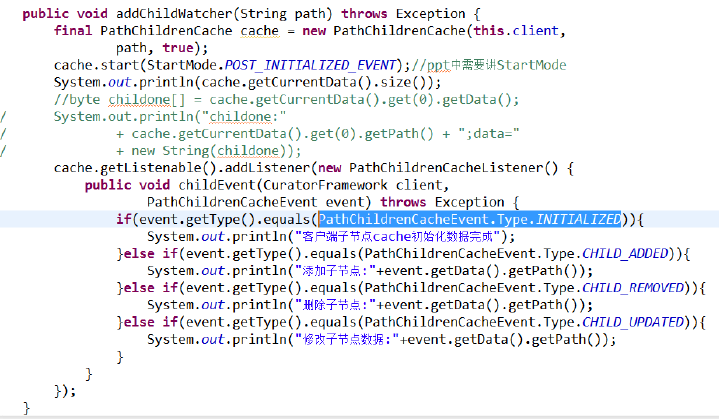 public void addChildWatcher(String path) throws Exception {
final PathChildrenCache cache = new PathChildrenCache(this.client,
path, true);
cache.start(StartMode.POST_INITIALIZED_EVENT);//ppt中需要讲StartMode
System.out.println(cache.getCurrentData().size());
//byte childone[] = cache.getCurrentData().get(0).getData();
/ System.out.println("childone:"
/ + cache.getCurrentData().get(0).getPath() + ";data="
/ + new String(childone));
cache.getListenable().addListener(new PathChildrenCacheListener() {
public void childEvent(CuratorFramework client,
PathChildrenCacheEvent event) throws Exception {
if(event.getType().equals(PathChildrenCacheEvent.Type.INITIALIZED)){
System.out.println("客户端子节点cache初始化数据完成");
}else if(event.getType().equals(PathChildrenCacheEvent.Type.CHILD_ADDED)){
System.out.println("添加子节点:"+event.getData().getPath());
}else if(event.getType().equals(PathChildrenCacheEvent.Type.CHILD_REMOVED)){
System.out.println("删除子节点:"+event.getData().getPath());
}else if(event.getType().equals(PathChildrenCacheEvent.Type.CHILD_UPDATED)){
System.out.println("修改子节点数据:"+event.getData().getPath());
}
}
});
}